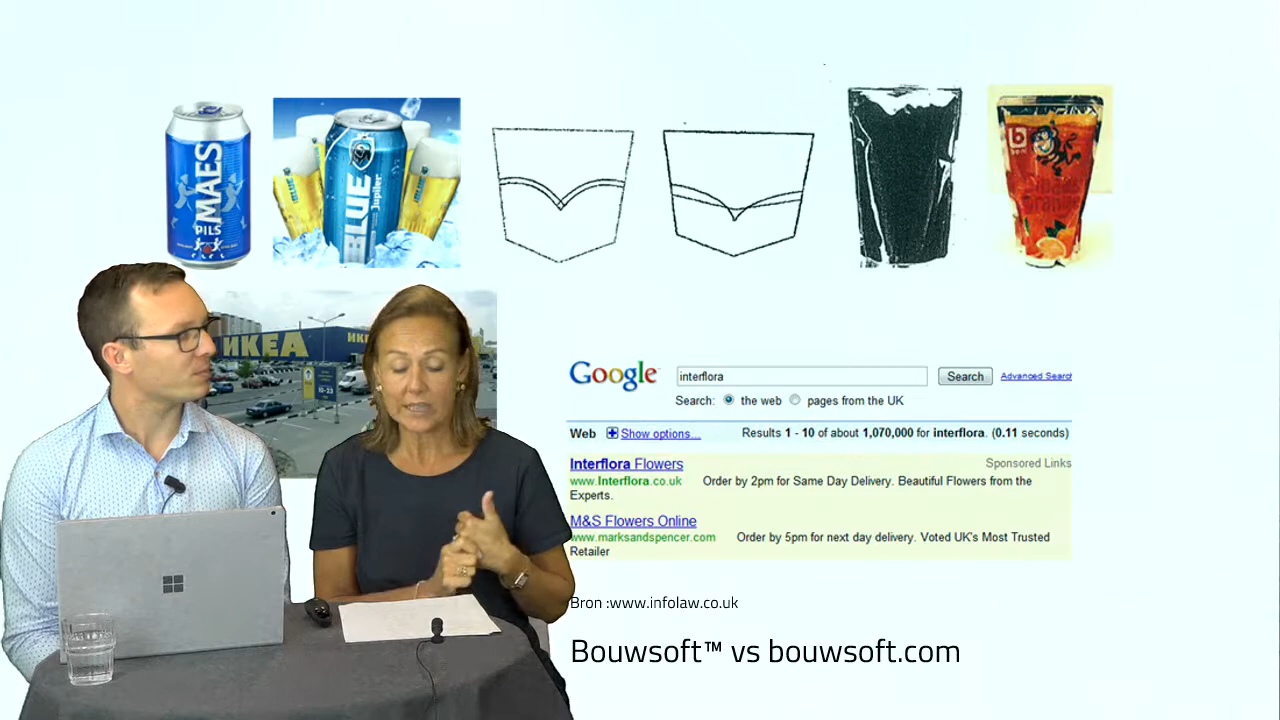 MAES
PILS
BLUE
Jupiler
b
ИКЕА
ИК
Google
interflora
Search
Advanced Search
Search: the web pages from the UK
Web Show options... Results 1 - 10 of about 1,070,000 for interflora. (0.11 seconds)
Interflora Flowers
Sponsored Links
www.Interflora.co.uk Order by 2pm for Same Day Delivery. Beautiful Flowers from the
Experts.
M&S Flowers Online
www.marksandspencer.com Order by 5pm for next day delivery. Voted UK's Most Trusted
Retailer
Bron :www.infolaw.co.uk
Bouwsoft™ vs bouwsoft.com